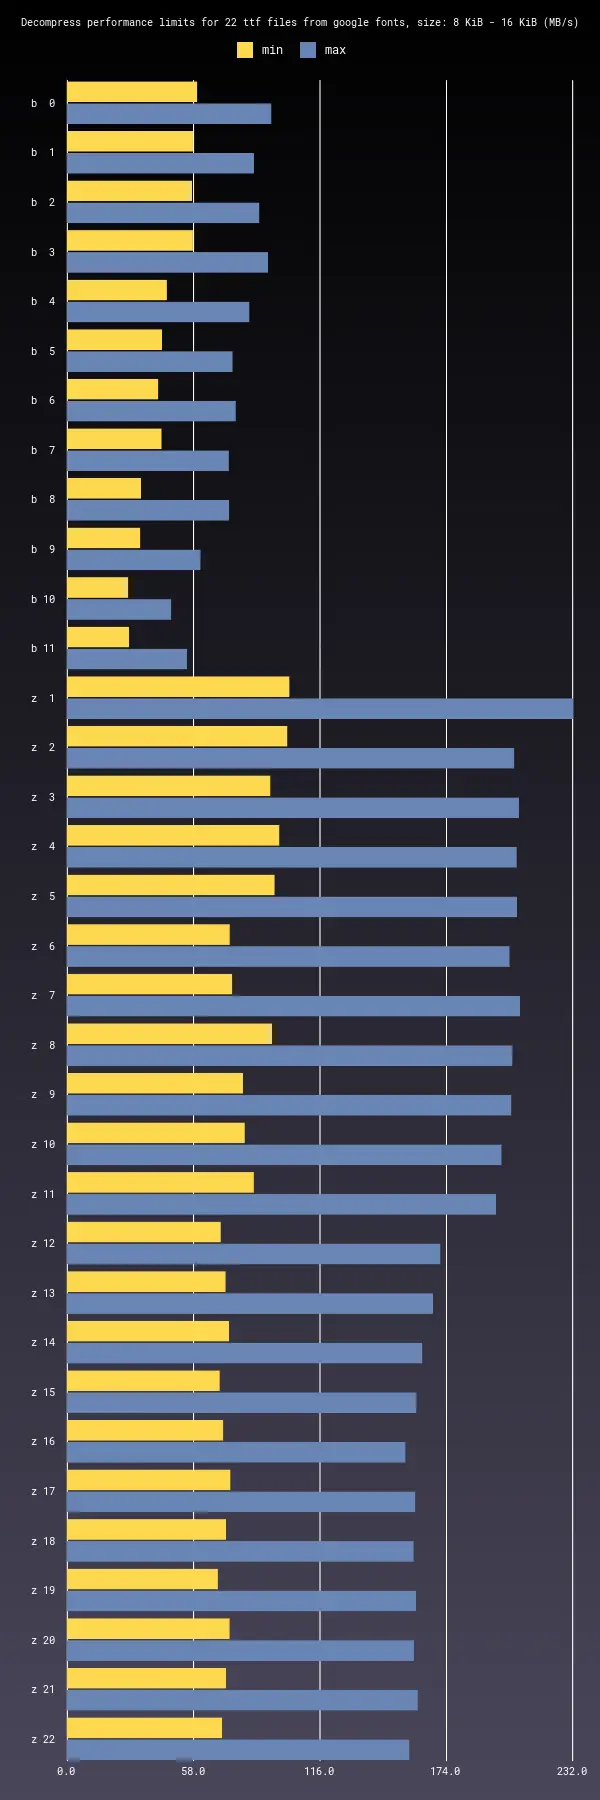 Decompress performance limits for 22 ttf files from google fonts, size: 8 KiB - 16 KiB (MB/s)
min max
b 0
b 1
b 2
b 3
b 4
b 5
b 6
b 7
b 8
b 9
b 10
b 11
z 1
z 2
z 3
z 4
z 5
z 6
z 7
z 8
z 9
z 10
z 11
z 12
z 13
z 14
z 15
z 16
z 17
z 18
z 19
z 20
z 21
z 22
0.0 58.0 116.0 174.0 232.0